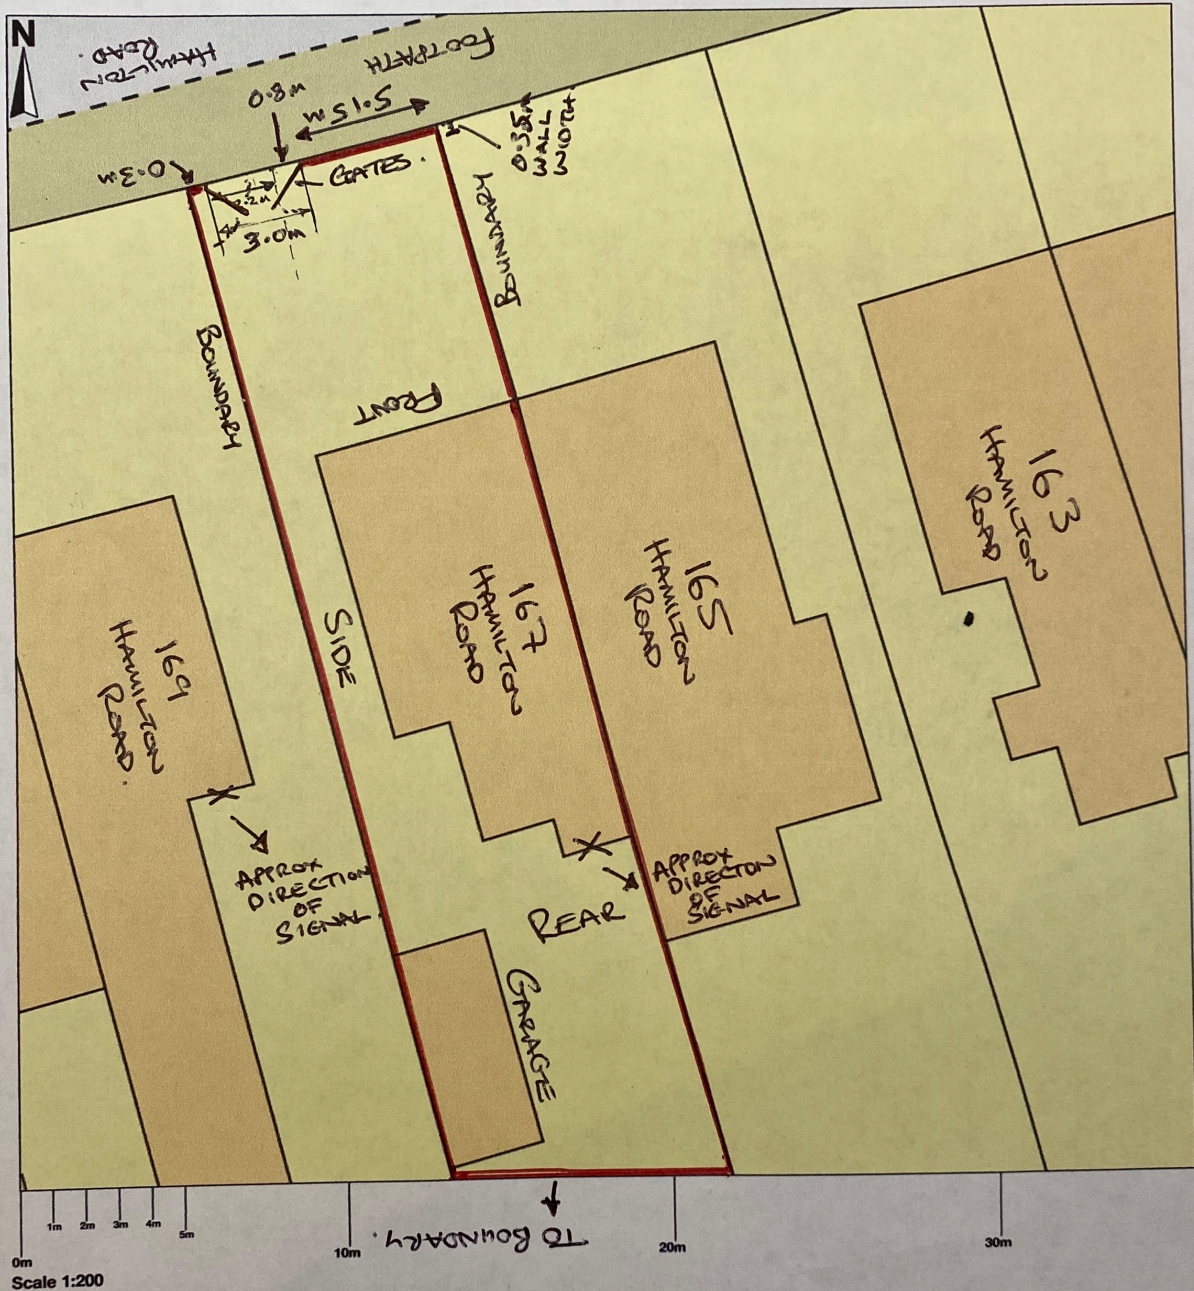 N
HAMILTON
ROAD.
FOOTPATH
0.8m
5.15m
0.3m
GATES.
0.35m
WALL
WIDTH.
3.0m
BOUNDARY
BOUNDARY
FRONT
SIDE
163
HAMILTON
ROAD
165
HAMILTON
ROAD
167
HAMILTON
ROAD
169
HAMILTON
ROAD.
X
APPROX
DIRECTION
OF
SIGNAL.
X
APPROX
DIRECTON
OF
SIGNAL
REAR
GARAGE
TO BOUNDARY.
0m
1m
2m
3m
4m
5m
10m
20m
30m
Scale 1:200